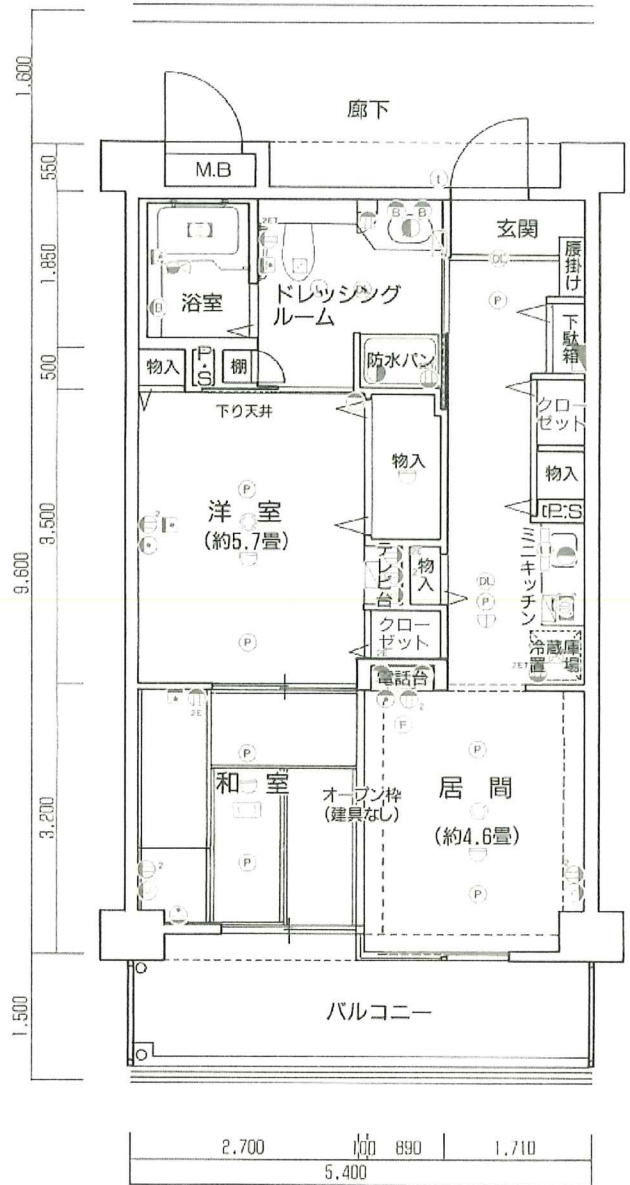 廊下
M.B
玄関
腰掛け
浴室
ドレッシング
ルーム
下駄箱
物入
P・S
棚
防水パン
クロー
ゼット
下り天井
物入
物入
P.S
洋室
(約5.7畳)
テレビ台
物入
ミニキッチン
クロー
ゼット
冷蔵庫
置場
電話台
和室
オープン枠
(建具なし)
居間
(約4.6畳)
バルコニー
1,600
550
1,850
500
3,500
9,600
3,200
1,500
2,700
100
890
1,710
5,400